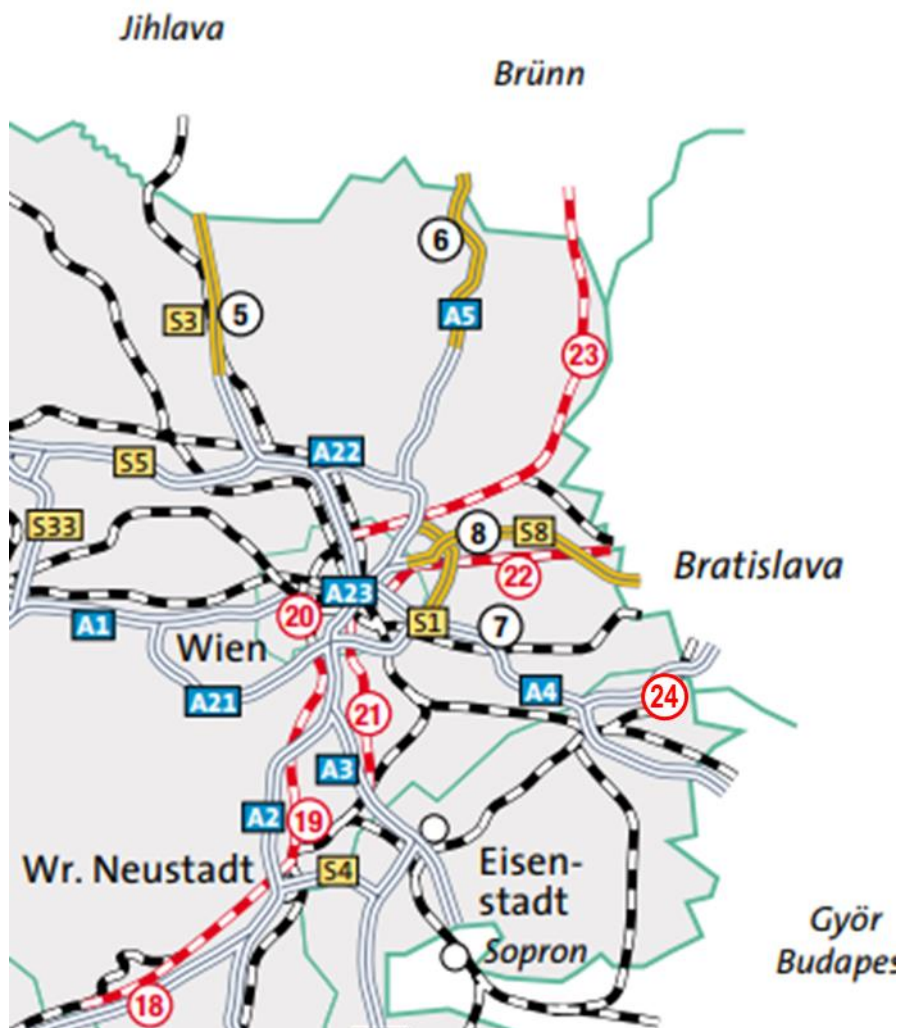 Jihlava
Brünn
6
S3
5
A5
23
A22
S5
S33
8
S8
22
Bratislava
A23
20
S1
7
A1
Wien
A21
A4
24
21
A3
A2
19
Wr. Neustadt
S4
Eisen-
stadt
Sopron
Györ
Budapes
18